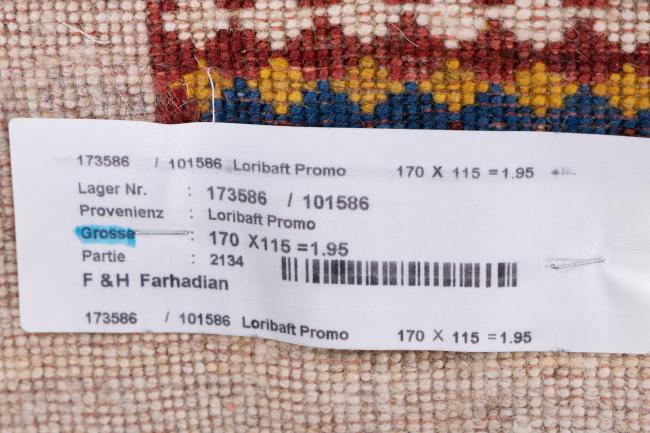 173586 / 101586 Loribaft Promo 170 X 115 = 1.95
Lager Nr. : 173586 / 101586
Provenienz : Loribaft Promo
Grosse : 170 X115 =1.95
Partie : 2134
F & H Farhadian
173586 / 101586 Loribaft Promo 170 X 115 = 1.95